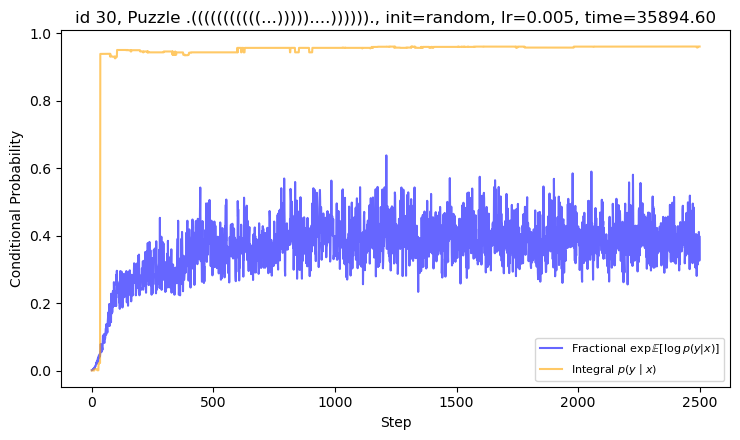 id 30, Puzzle .(((((((((((...)))))....))))))., init=random, lr=0.005, time=35894.60
1.0
0.8
0.6
0.4
0.2
0.0
Conditional Probability
Fractional exp𝔼[log p(y|x)]
Integral p(y | x)
0
500
1000
1500
2000
2500
Step